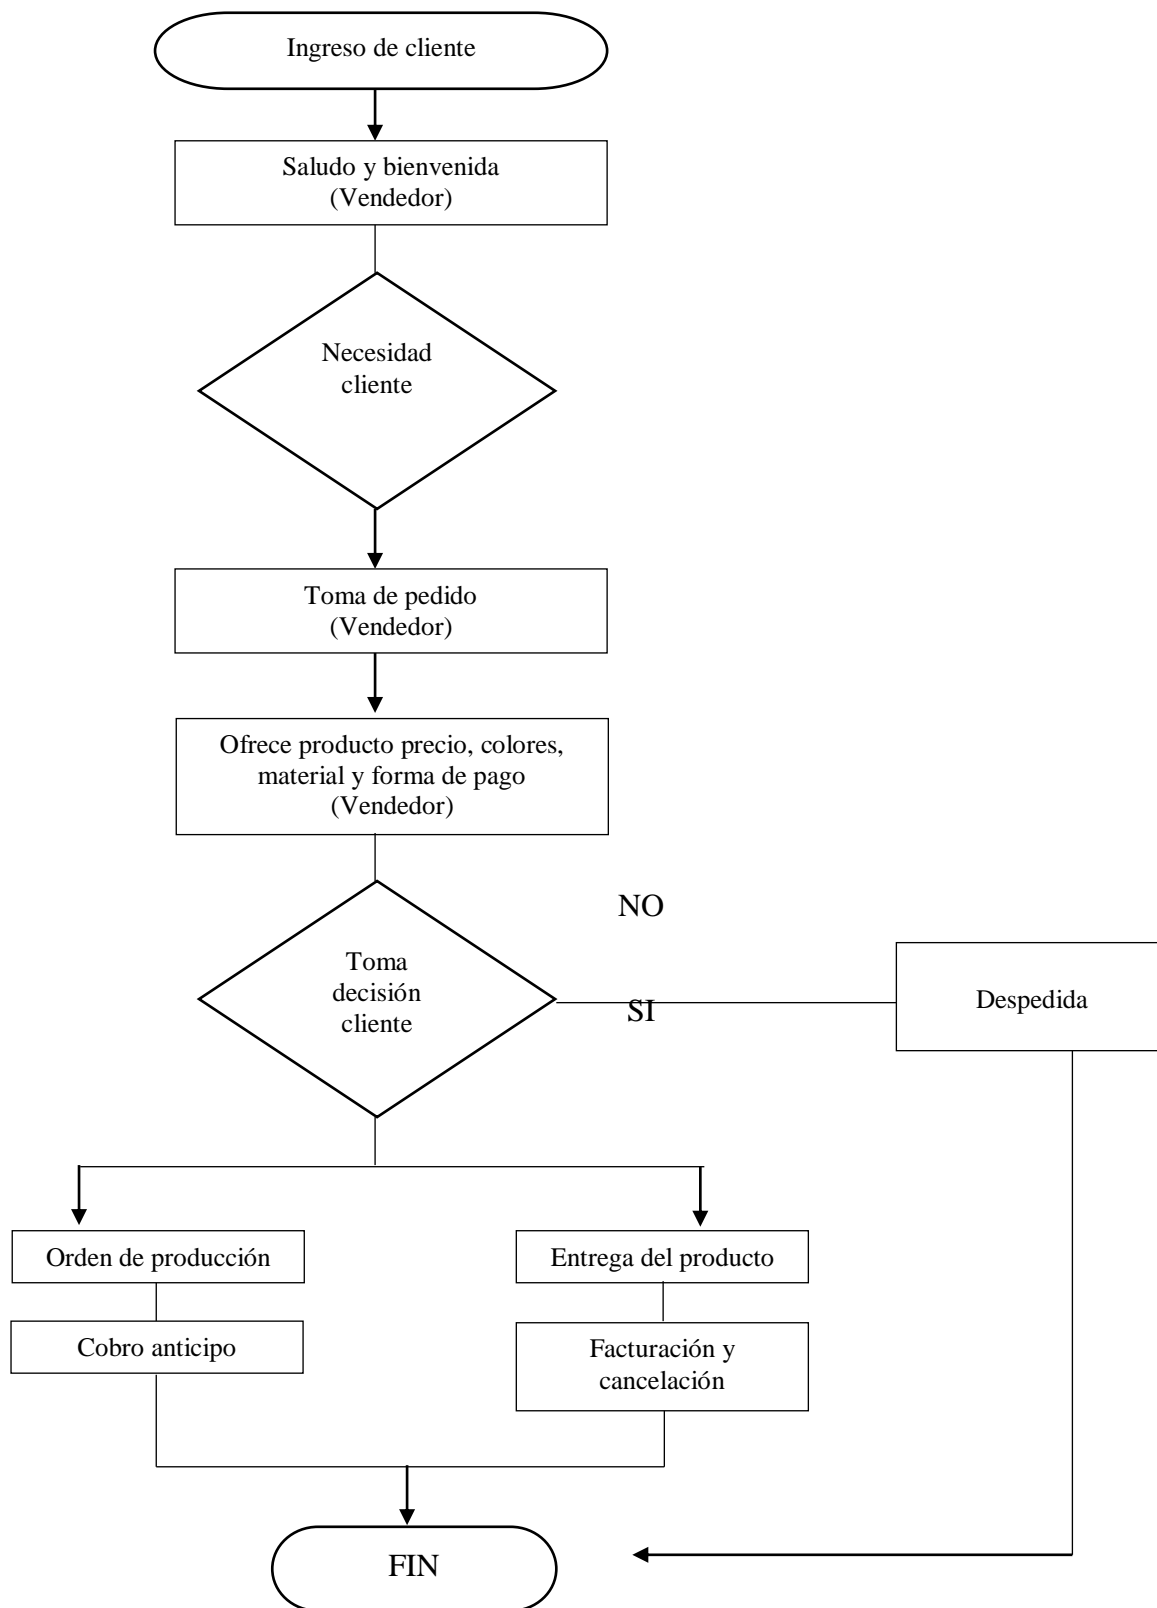 Ingreso de cliente
Saludo y bienvenida
(Vendedor)
Necesidad
cliente
Toma de pedido
(Vendedor)
Ofrece producto precio, colores,
material y forma de pago
(Vendedor)
NO
Toma
decisión
cliente
SI
Despedida
Orden de producción
Entrega del producto
Cobro anticipo
Facturación y
cancelación
FIN